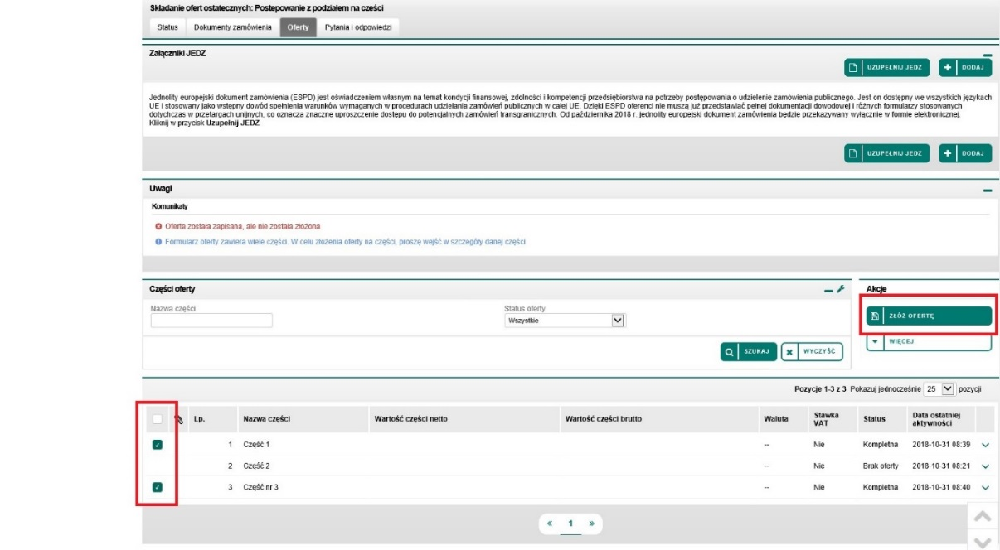 Składanie ofert ostatecznych: Postepowanie z podziałem na cześci
Status Dokumenty zamówienia Oferty Pytania i odpowiedzi
Załączniki JEDZ
UZUPEŁNIJ JEDZ DODAJ
Jednolity europejski dokument zamówienia (ESPD) jest oświadczeniem własnym na temat kondycji finansowej, zdolności i kompetencji przedsiębiorstwa na potrzeby postępowania o udzielenie zamówienia publicznego. Jest on dostępny we wszystkich językach
UE i stosowany jako wstępny dowód spełnienia warunków wymaganych w procedurach udzielania zamówień publicznych w całej UE. Dzięki ESPD oferenci nie muszą już przedstawiać pełnej dokumentacji dowodowej i różnych formularzy stosowanych
dotychczas w przetargach unijnych, co oznacza znaczne uproszczenie dostępu do potencjalnych zamówień transgranicznych. Od października 2018 r. jednolity europejski dokument zamówienia będzie przekazywany wyłącznie w formie elektronicznej.
Kliknij w przycisk Uzupełnij JEDZ
UZUPEŁNIJ JEDZ DODAJ
Uwagi
Komunikaty
Oferta została zapisana, ale nie została złożona
Formularz oferty zawiera wiele części. W celu złożenia oferty na części, proszę wejść w szczegóły danej części
Części oferty
Akcje
Nazwa części Status oferty
Wszystkie
ZŁÓŻ OFERTĘ
WIĘCEJ
SZUKAJ WYCZYŚĆ
Pozycje 1-3 z 3 Pokazuj jednocześnie 25 pozycji
Lp. Nazwa części Wartość części netto Wartość części brutto Waluta Stawka VAT Status Data ostatniej aktywności
1 Część 1 -- Nie Kompletna 2018-10-31 08:39
2 Część 2 -- Nie Brak oferty 2018-10-31 08:21
3 Część nr 3 -- Nie Kompletna 2018-10-31 08:40
« 1 »